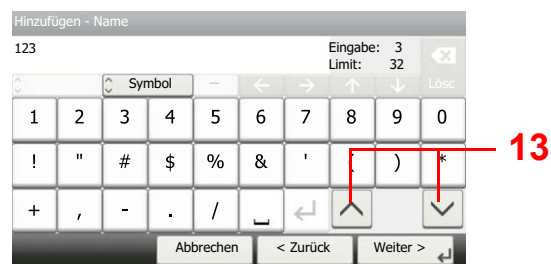 Hinzufügen - Name
123
Eingabe: 3
Limit: 32
Symbol
Lösc
1 2 3 4 5 6 7 8 9 0
! " # $ % & ' ( ) *
+ , - . /
13
Abbrechen < Zurück Weiter >